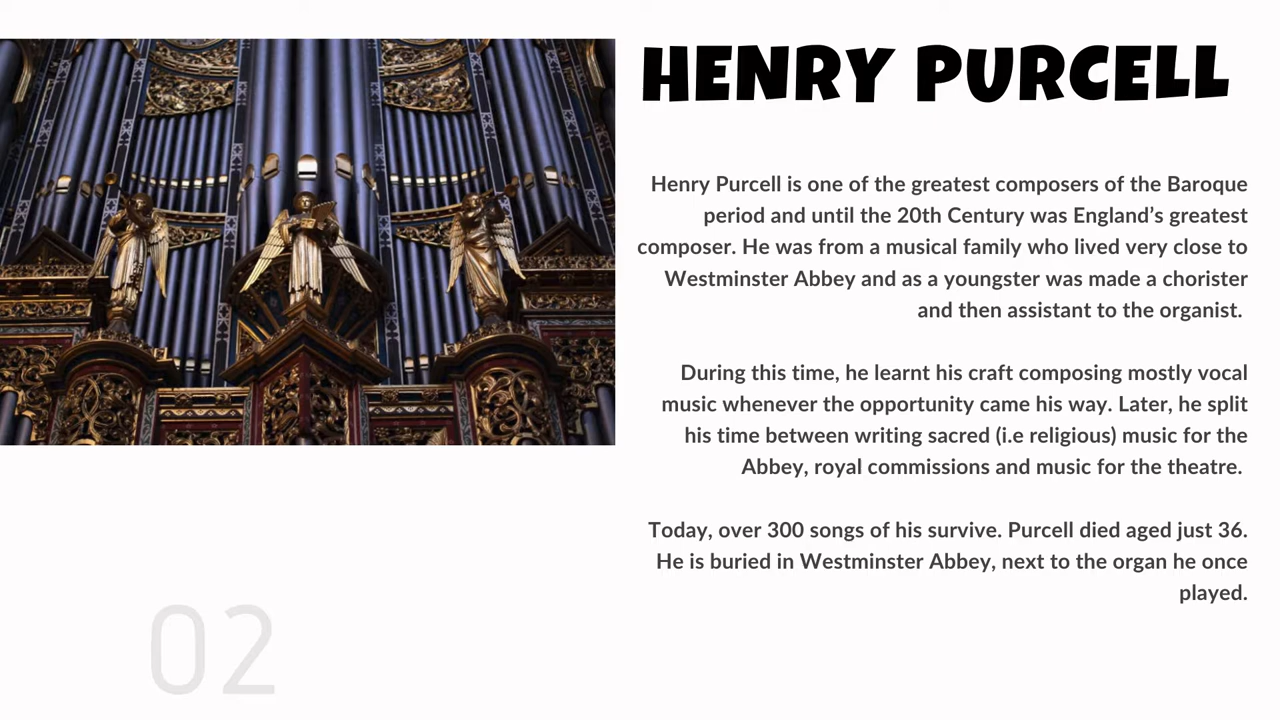 HENRY PURCELL
Henry Purcell is one of the greatest composers of the Baroque
period and until the 20th Century was England’s greatest
composer. He was from a musical family who lived very close to
Westminster Abbey and as a youngster was made a chorister
and then assistant to the organist.
During this time, he learnt his craft composing mostly vocal
music whenever the opportunity came his way. Later, he split
his time between writing sacred (i.e religious) music for the
Abbey, royal commissions and music for the theatre.
Today, over 300 songs of his survive. Purcell died aged just 36.
He is buried in Westminster Abbey, next to the organ he once
played.
02